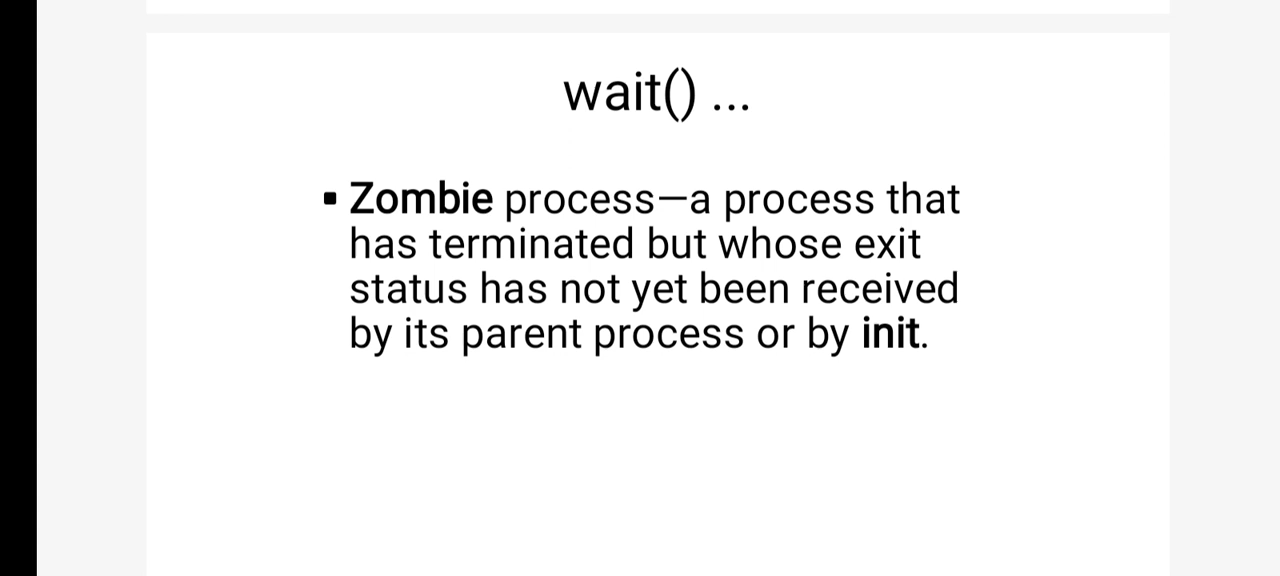 wait() ...
▪ Zombie process—a process that
has terminated but whose exit
status has not yet been received
by its parent process or by init.